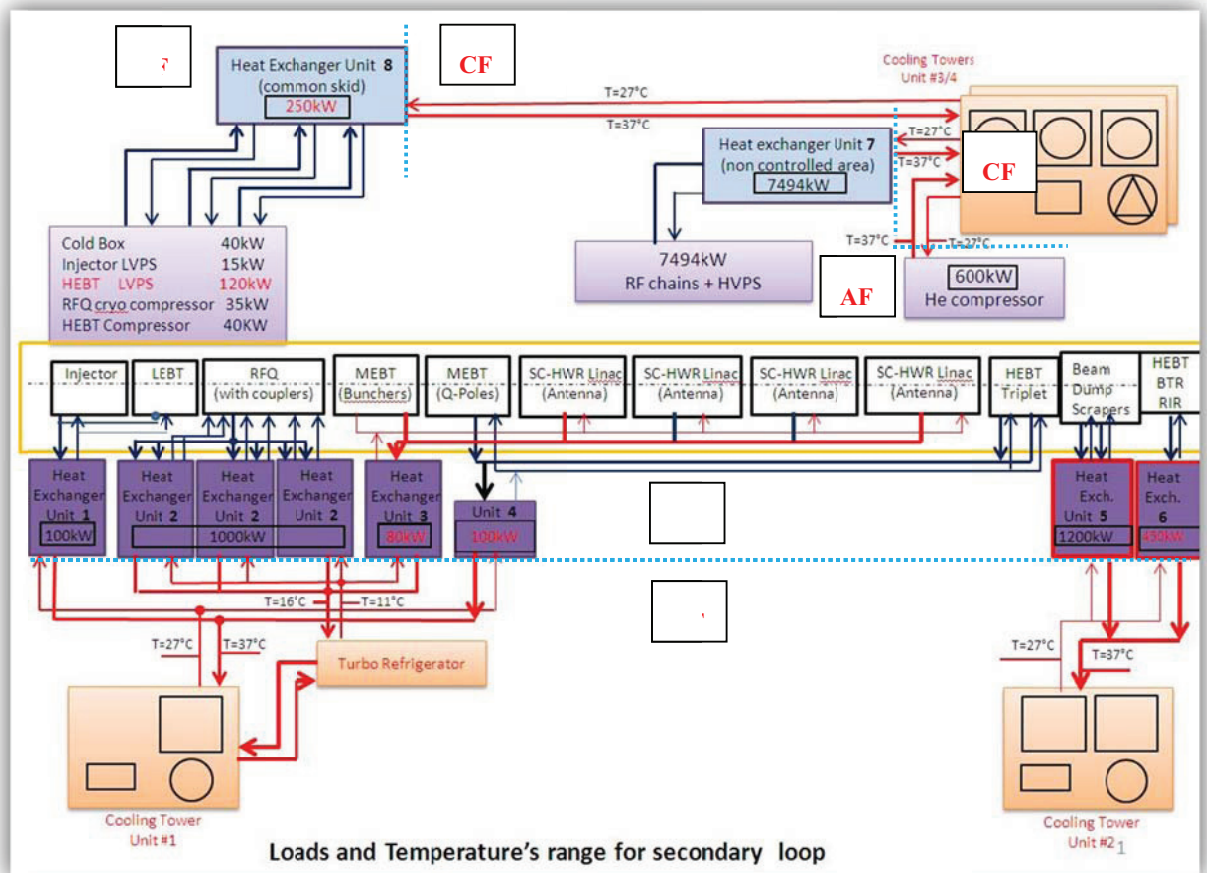 Heat Exchanger Unit 8
(common skid)
250kW
CF
Cooling Towers
Unit #3/4
T=27°C
T=37°C
Heat exchanger Unit 7
(non controlled area)
7494kW
T=27°C
T=37°C
CF
T=37°C
T=27°C
Cold Box 40kW
Injector LVPS 15kW
HEBT LVPS 120kW
RFQ cryo compressor 35kW
HEBT Compressor 40KW
7494kW
RF chains + HVPS
AF
600kW
He compressor
Injector
LEBT
RFQ
(with couplers)
MEBT
(Bunchers)
MEBT
(Q-Poles)
SC-HWR Linac
(Antenna)
SC-HWR Linac
(Antenna)
SC-HWR Linac
(Antenna)
SC-HWR Linac
(Antenna)
HEBT
Triplet
Beam
Dump
Scrapers
HEBT
BTR
RIR
Heat
Exchanger
Unit 1
100kW
Heat
Exchanger
Unit 2
Heat
Exchanger
Unit 2
Heat
Exchanger
Unit 2
1000kW
Heat
Exchanger
Unit 3
80kW
Unit 4
100kW
Heat
Exch.
Unit 5
1200kW
Heat
Exch.
6
450kW
T=16°C
T=11°C
T=27°C
T=37°C
Turbo Refrigerator
T=27°C
T=37°C
Cooling Tower
Unit #1
Cooling Tower
Unit #2
1
Loads and Temperature's range for secondary loop